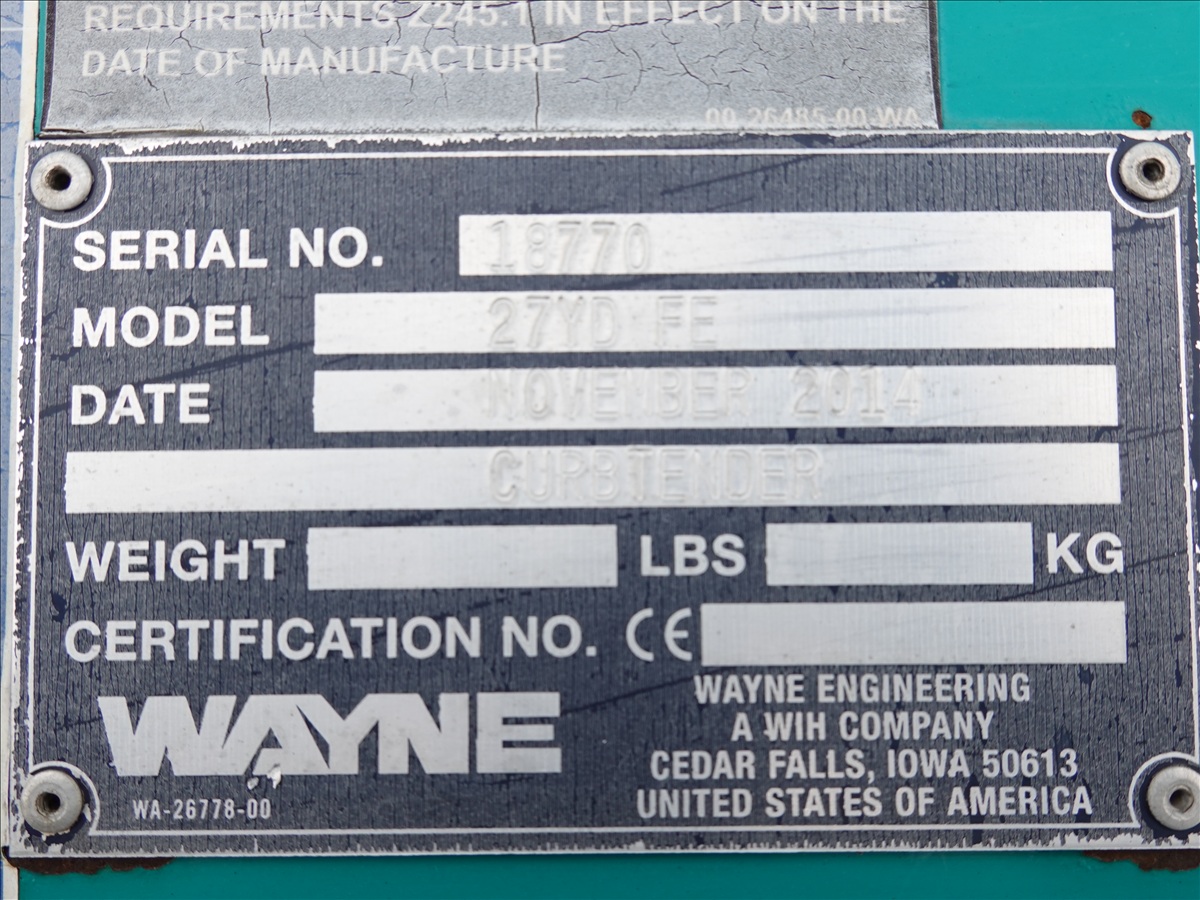 REQUIREMENTS Z245.1 IN EFFECT ON THE
DATE OF MANUFACTURE
00-26485-00-WA
SERIAL NO. 18770
MODEL 27YD FE
DATE NOVEMBER 2014
CURBTENDER
WEIGHT LBS KG
CERTIFICATION NO. CE
WAYNE
WA-26778-00
WAYNE ENGINEERING
A WIH COMPANY
CEDAR FALLS, IOWA 50613
UNITED STATES OF AMERICA